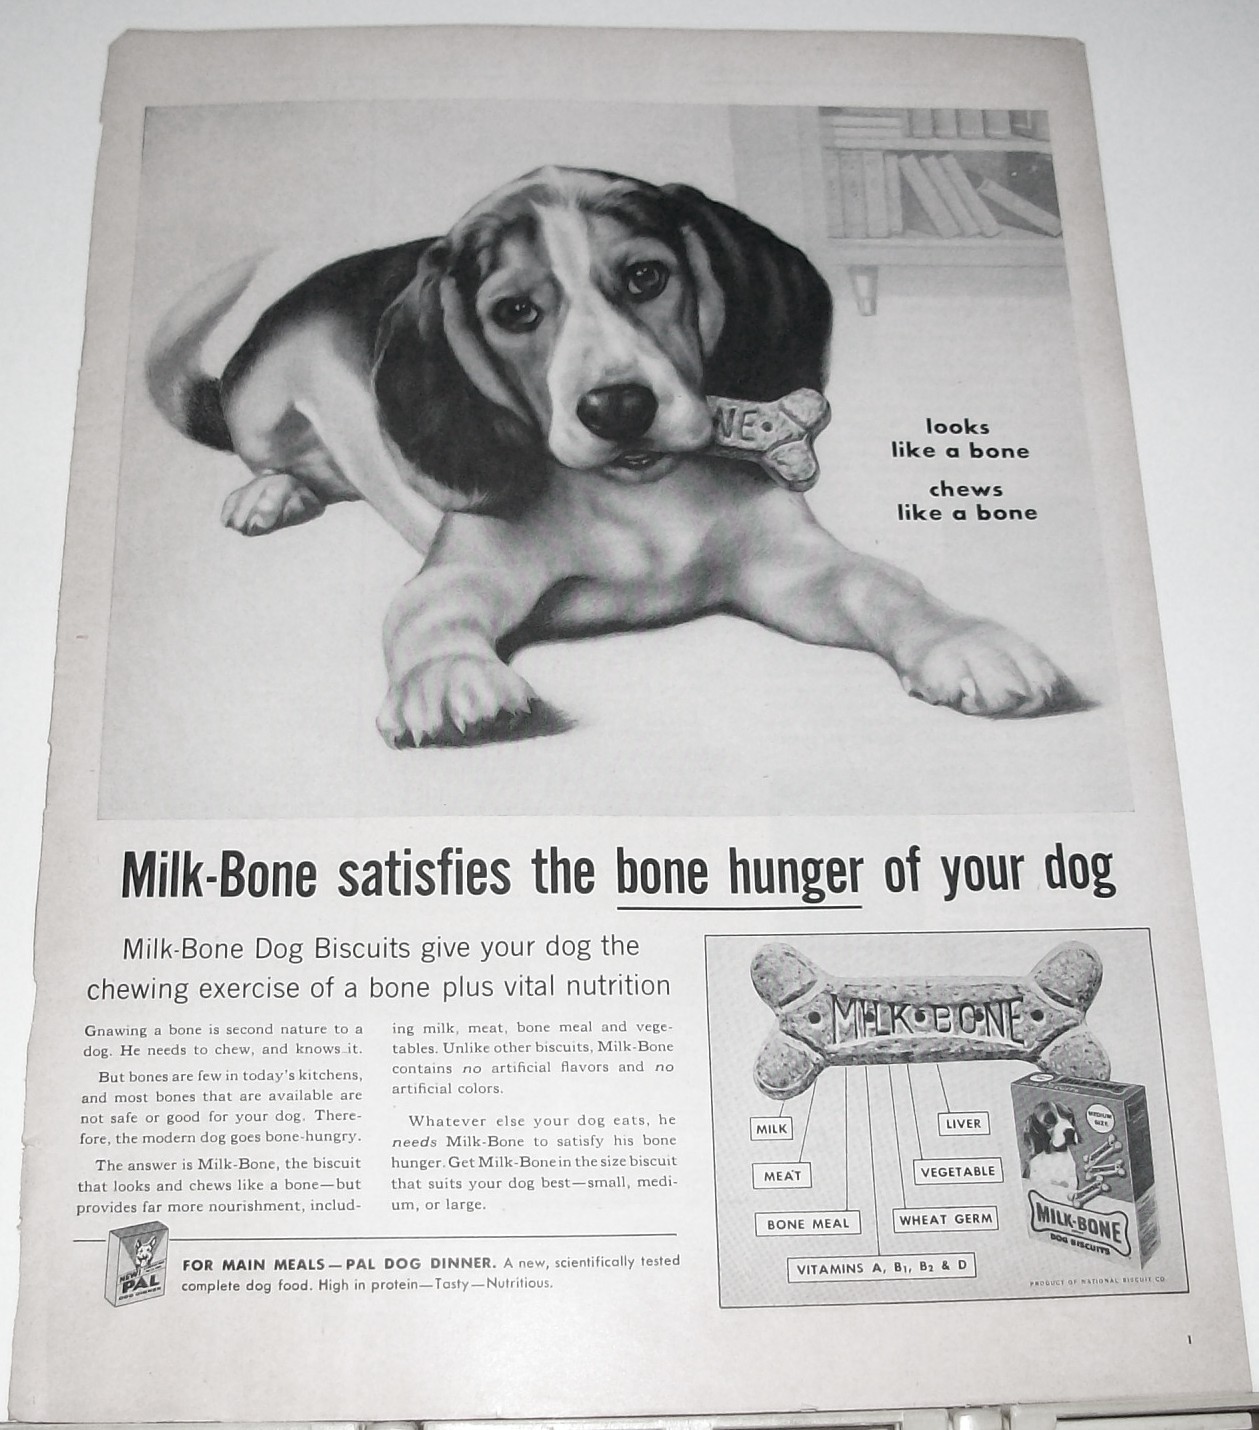 NE
looks
like a bone
chews
like a bone
Milk-Bone satisfies the bone hunger of your dog
Milk-Bone Dog Biscuits give your dog the
chewing exercise of a bone plus vital nutrition
Gnawing a bone is second nature to a
dog. He needs to chew, and knows it.
But bones are few in today's kitchens,
and most bones that are available are
not safe or good for your dog. There-
fore, the modern dog goes bone-hungry.
The answer is Milk-Bone, the biscuit
that looks and chews like a bone—but
provides far more nourishment, includ-
ing milk, meat, bone meal and vege-
tables. Unlike other biscuits, Milk-Bone
contains no artificial flavors and no
artificial colors.
Whatever else your dog eats, he
needs Milk-Bone to satisfy his bone
hunger. Get Milk-Bone in the size biscuit
that suits your dog best—small, medi-
um, or large.
NEW!
PAL
DOG DINNER
FOR MAIN MEALS—PAL DOG DINNER. A new, scientifically tested
complete dog food. High in protein—Tasty—Nutritious.
MILK·BONE
MILK
MEAT
BONE MEAL
VITAMINS A, B₁, B₂ & D
WHEAT GERM
VEGETABLE
LIVER
MEDIUM
SIZE
MILK-BONE
DOG BISCUITS
PRODUCT OF NATIONAL BISCUIT CO
1